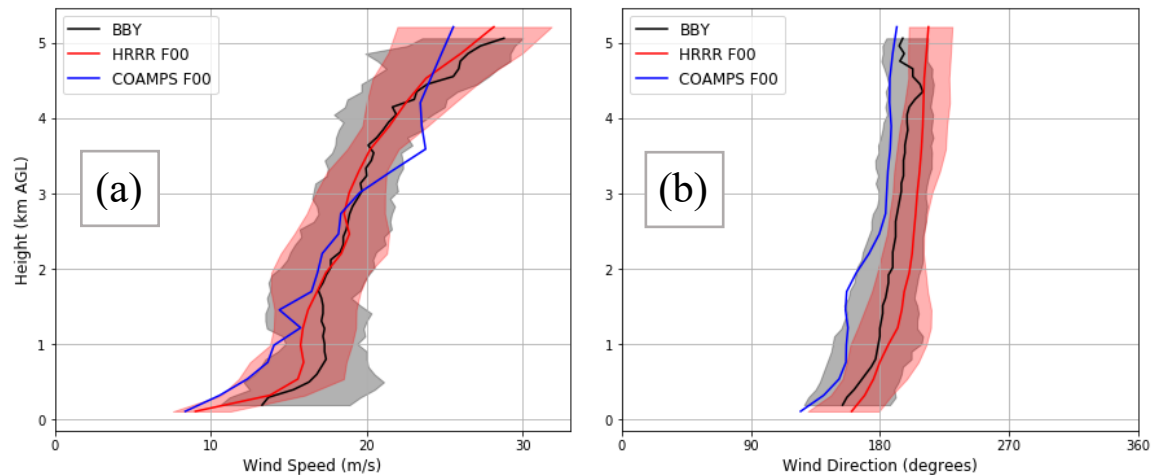 BBY
HRRR F00
COAMPS F00
(a)
Height (km AGL)
5
4
3
2
1
0
0
10
20
30
Wind Speed (m/s)
BBY
HRRR F00
COAMPS F00
(b)
5
4
3
2
1
0
0
90
180
270
360
Wind Direction (degrees)